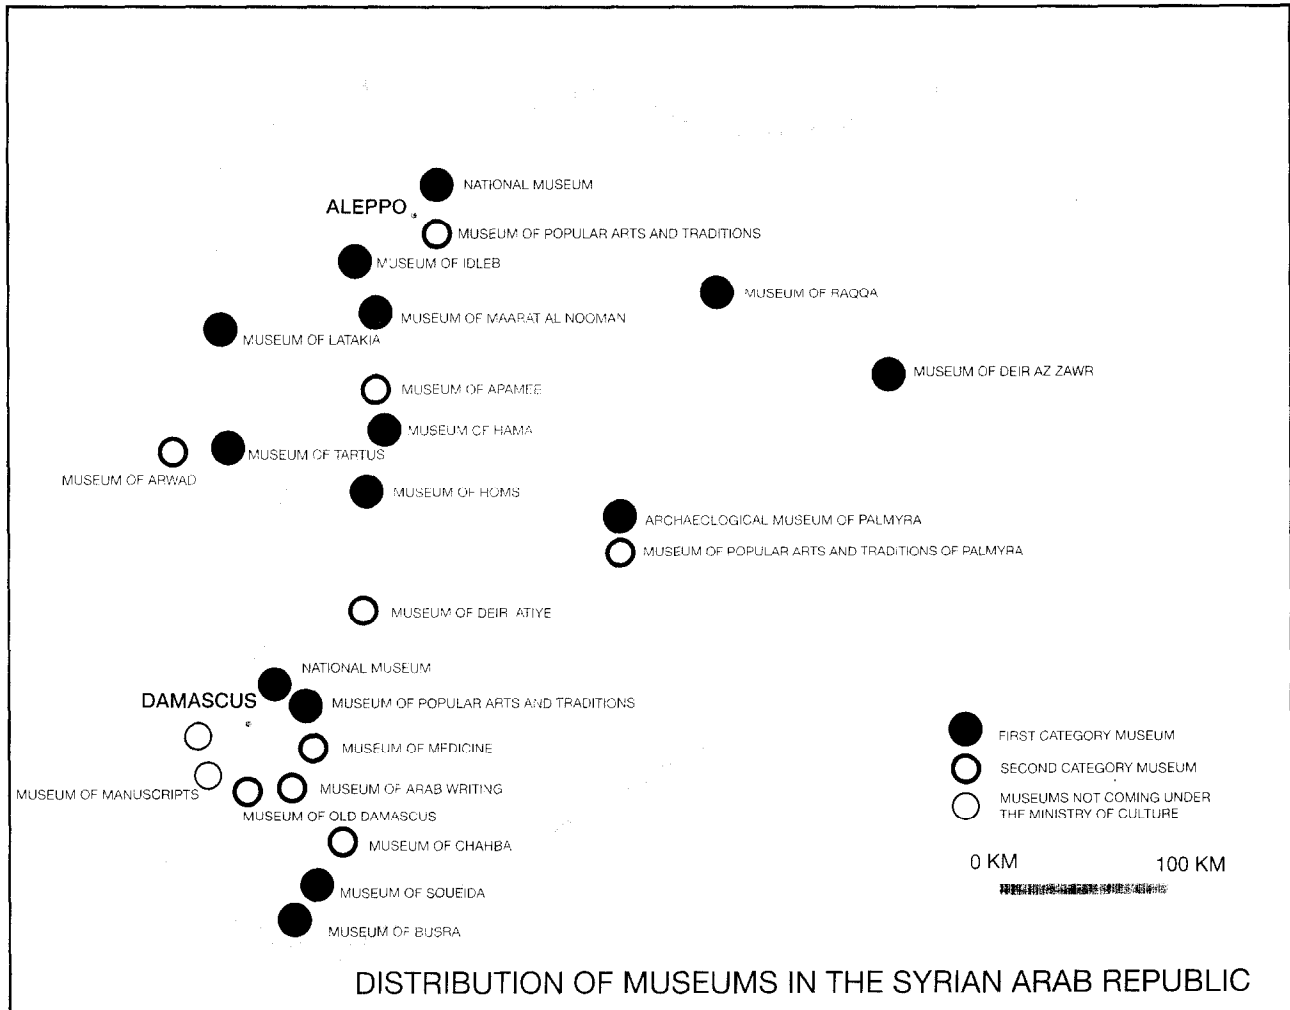 NATIONAL MUSEUM
ALEPPO
MUSEUM OF POPULAR ARTS AND TRADITIONS
MUSEUM OF IDLEB
MUSEUM OF RAQQA
MUSEUM OF MAARAT AL NOOMAN
MUSEUM OF LATAKIA
MUSEUM OF DEIR AZ ZAWR
MUSEUM OF APAMEE
MUSEUM OF HAMA
MUSEUM OF TARTUS
MUSEUM OF ARWAD
MUSEUM OF HOMS
ARCHAECLOGICAL MUSEUM OF PALMYRA
MUSEUM OF POPULAR ARTS AND TRADITIONS OF PALMYRA
MUSEUM OF DEIR ATIYE
NATIONAL MUSEUM
DAMASCUS
MUSEUM OF POPULAR ARTS AND TRADITIONS
MUSEUM OF MEDICINE
MUSEUM OF ARAB WRITING
MUSEUM OF MANUSCRIPTS
MUSEUM OF OLD DAMASCUS
MUSEUM OF CHAHBA
MUSEUM OF SOUEIDA
MUSEUM OF BUSRA
FIRST CATEGORY MUSEUM
SECOND CATEGORY MUSEUM
MUSEUMS NOT COMING UNDER
THE MINISTRY OF CULTURE
0 KM 100 KM
DISTRIBUTION OF MUSEUMS IN THE SYRIAN ARAB REPUBLIC